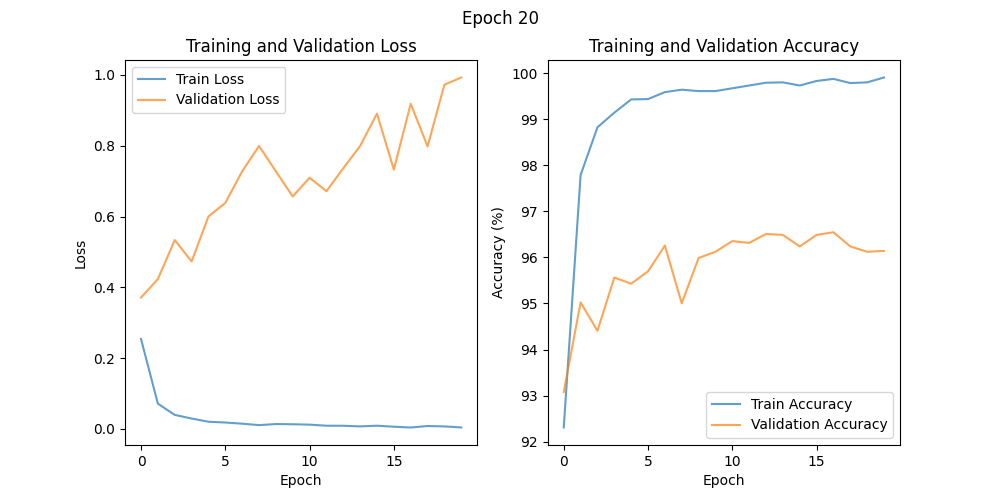 Epoch 20
Training and Validation Loss
Train Loss
Validation Loss
1.0
0.8
0.6
0.4
0.2
0.0
Loss
0
5
10
15
Epoch
Training and Validation Accuracy
100
99
98
97
96
95
94
93
92
Accuracy (%)
Train Accuracy
Validation Accuracy
0
5
10
15
Epoch